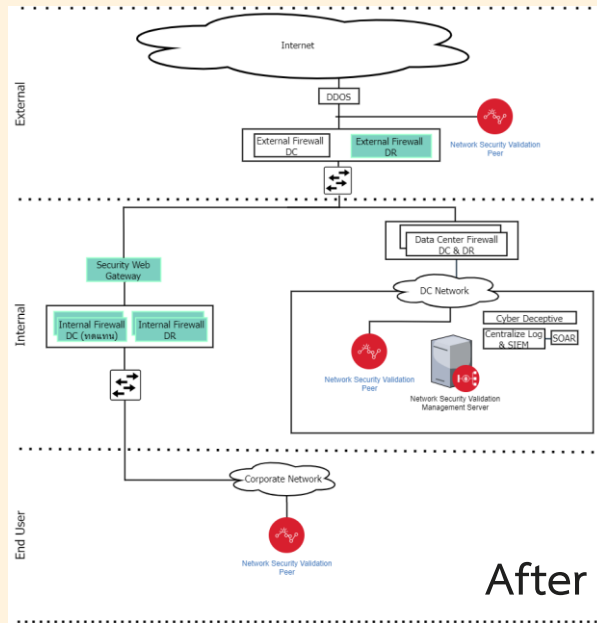 External
Internet
DDOS
External Firewall
DC
External Firewall
DR
Network Security Validation
Peer
Internal
Security Web
Gateway
Internal Firewall
DC (ทดแทน)
Internal Firewall
DR
Data Center Firewall
DC & DR
DC Network
Cyber Deceptive
Centralize Log
& SIEM
SOAR
Network Security Validation
Peer
Network Security Validation
Management Server
End User
Corporate Network
Network Security Validation
Peer
After